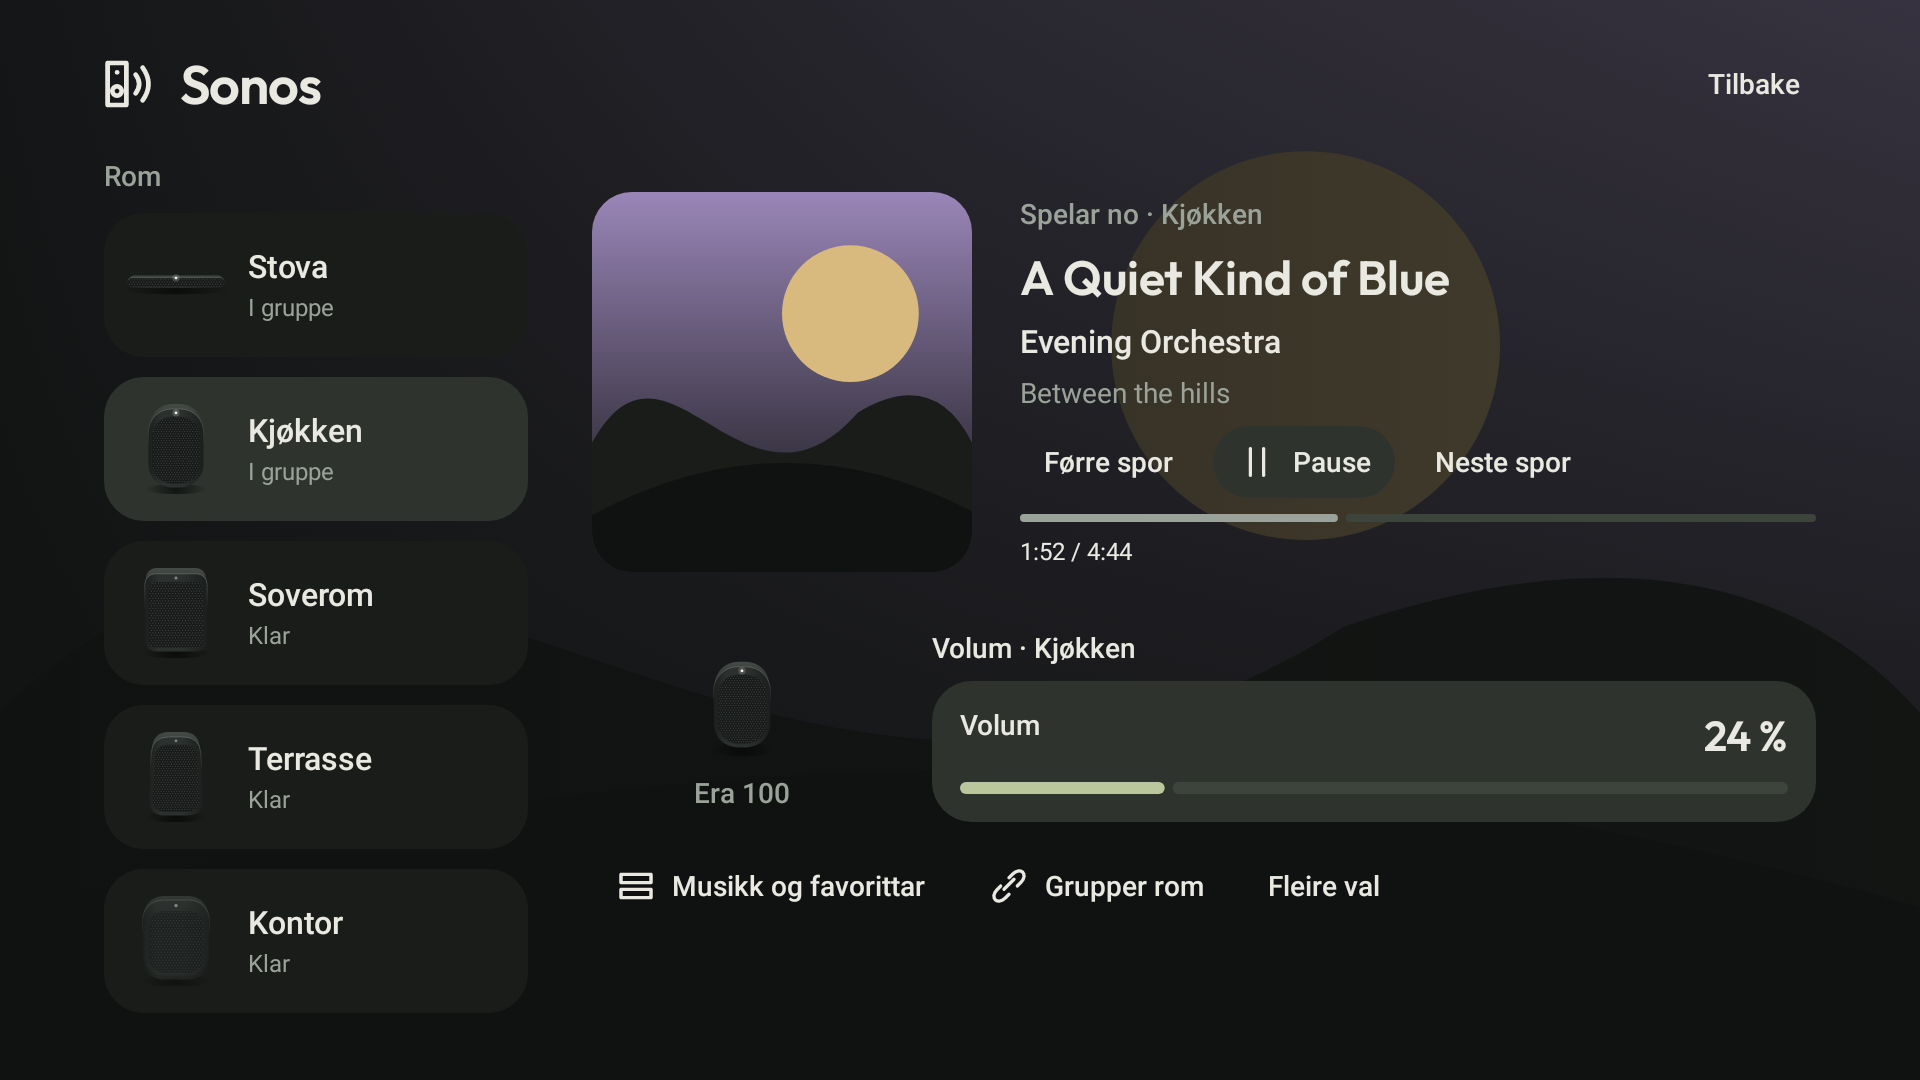 Sonos
Tilbake
Rom
Stova
I gruppe
Kjøkken
I gruppe
Soverom
Klar
Terrasse
Klar
Kontor
Klar
Spelar no · Kjøkken
A Quiet Kind of Blue
Evening Orchestra
Between the hills
Førre spor
Pause
Neste spor
1:52 / 4:44
Era 100
Volum · Kjøkken
Volum
24 %
Musikk og favorittar
Grupper rom
Fleire val